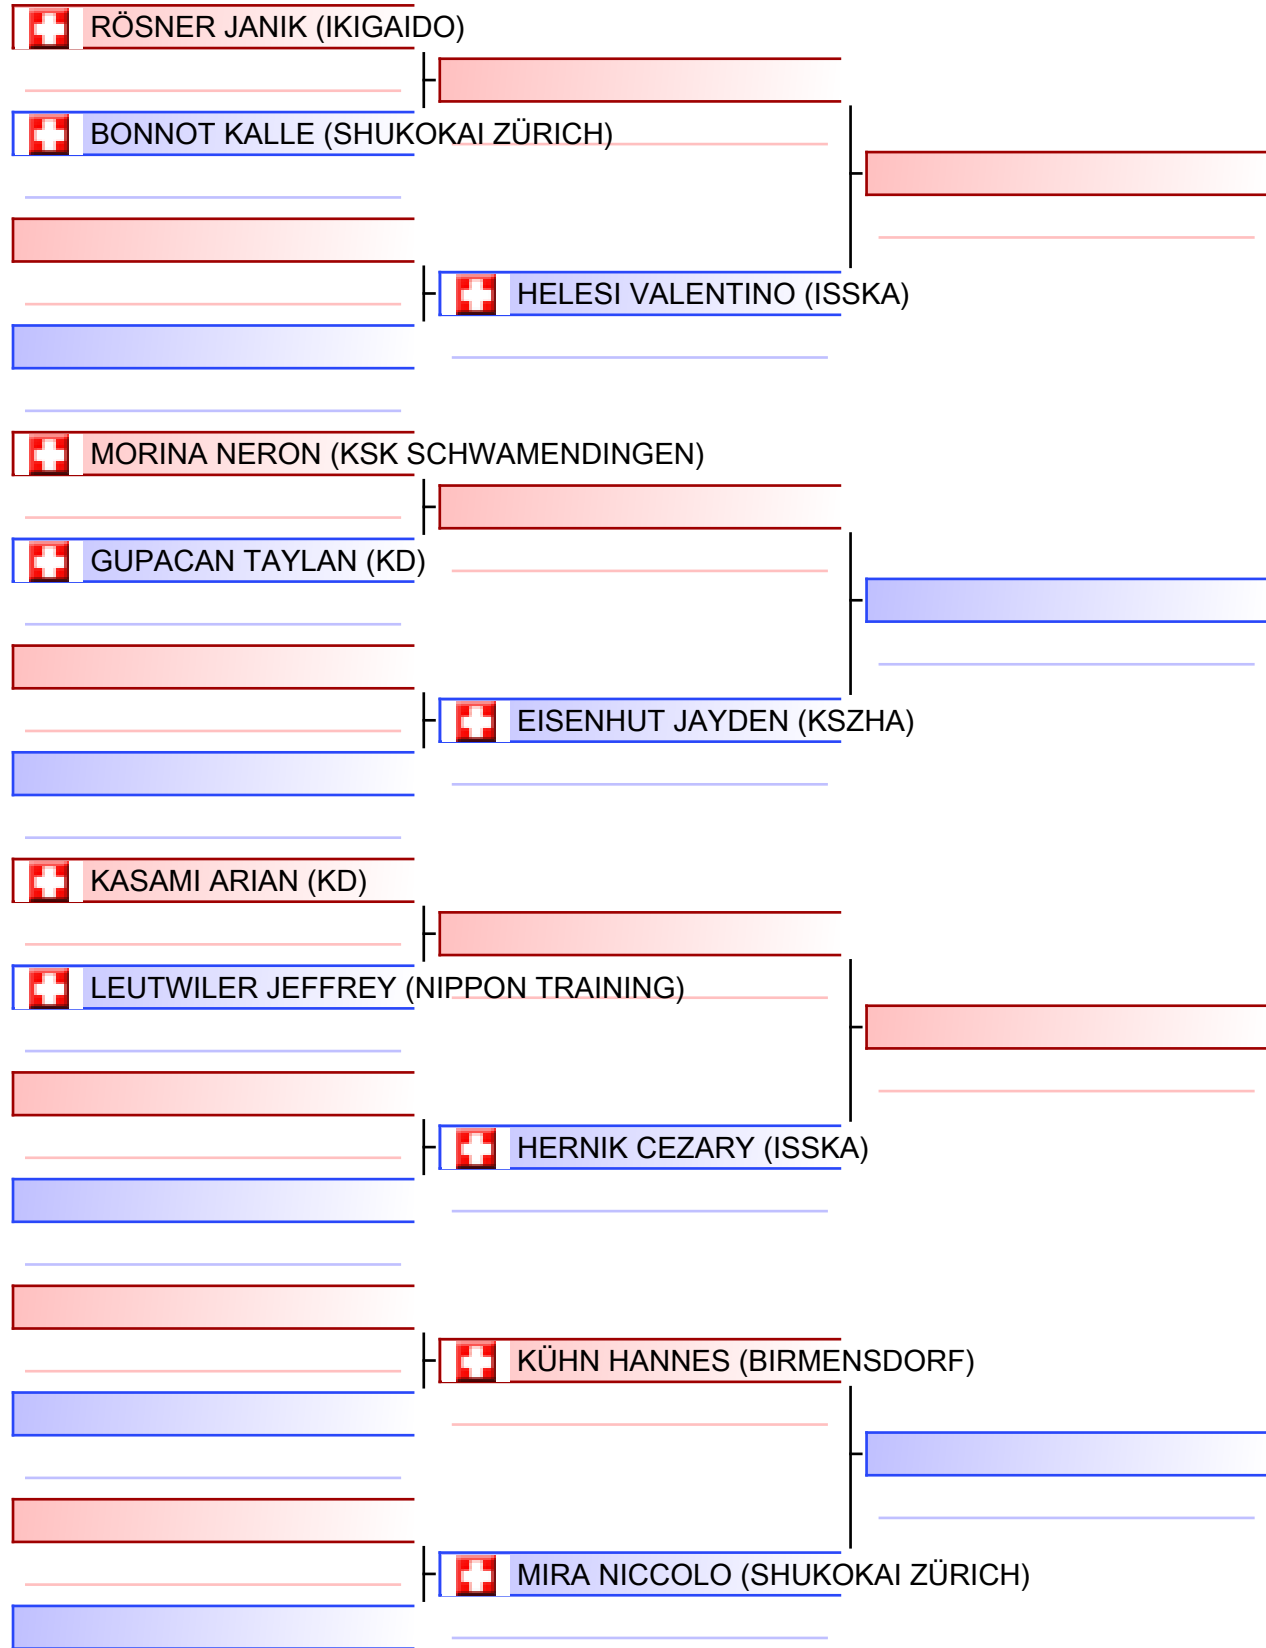 RÖSNER JANIK (IKIGAIDO)
BONNOT KALLE (SHUKOKAI ZÜRICH)
HELESI VALENTINO (ISSKA)
MORINA NERON (KSK SCHWAMENDINGEN)
GUPACAN TAYLAN (KD)
EISENHUT JAYDEN (KSZHA)
KASAMI ARIAN (KD)
LEUTWILER JEFFREY (NIPPON TRAINING)
HERNIK CEZARY (ISSKA)
KÜHN HANNES (BIRMENSDORF)
MIRA NICCOLO (SHUKOKAI ZÜRICH)